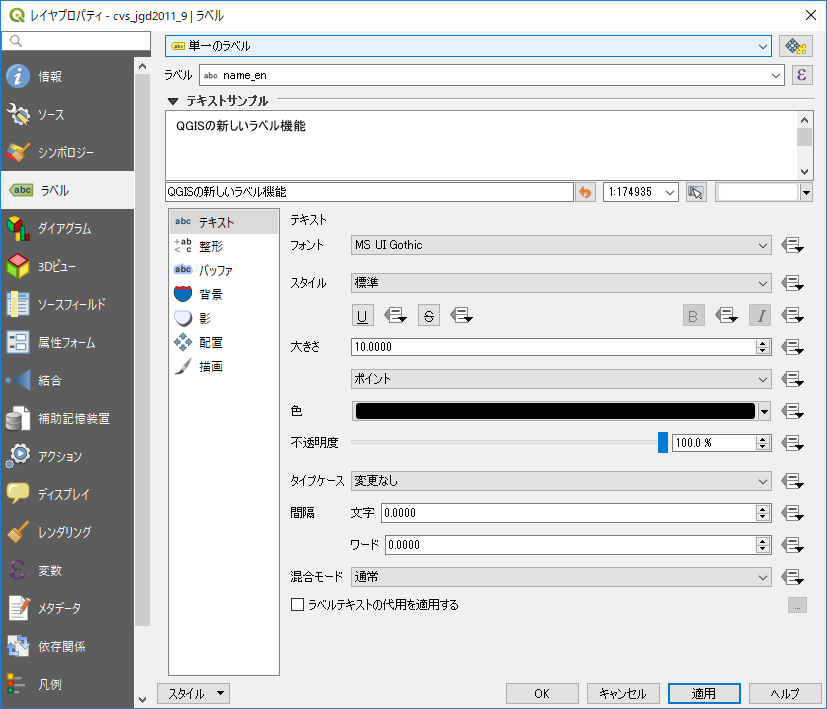 レイヤプロパティ - cvs_jgd2011_9 | ラベル
情報
ソース
シンボロジー
abc ラベル
ダイアグラム
3Dビュー
ソースフィールド
属性フォーム
結合
補助記憶装置
アクション
ディスプレイ
レンダリング
変数
メタデータ
依存関係
凡例
abc 単一のラベル
ラベル abc name_en ε
テキストサンプル
QGISの新しいラベル機能
QGISの新しいラベル機能 1:174935
abc テキスト
+ab < c 整形
abc バッファ
背景
影
配置
描画
テキスト
フォント MS UI Gothic
スタイル 標準
U S B I
大きさ 10.0000
ポイント
色
不透明度 100.0 %
タイプケース 変更なし
間隔 文字 0.0000
ワード 0.0000
混合モード 通常
ラベルテキストの代用を適用する ...
スタイル OK キャンセル 適用 ヘルプ